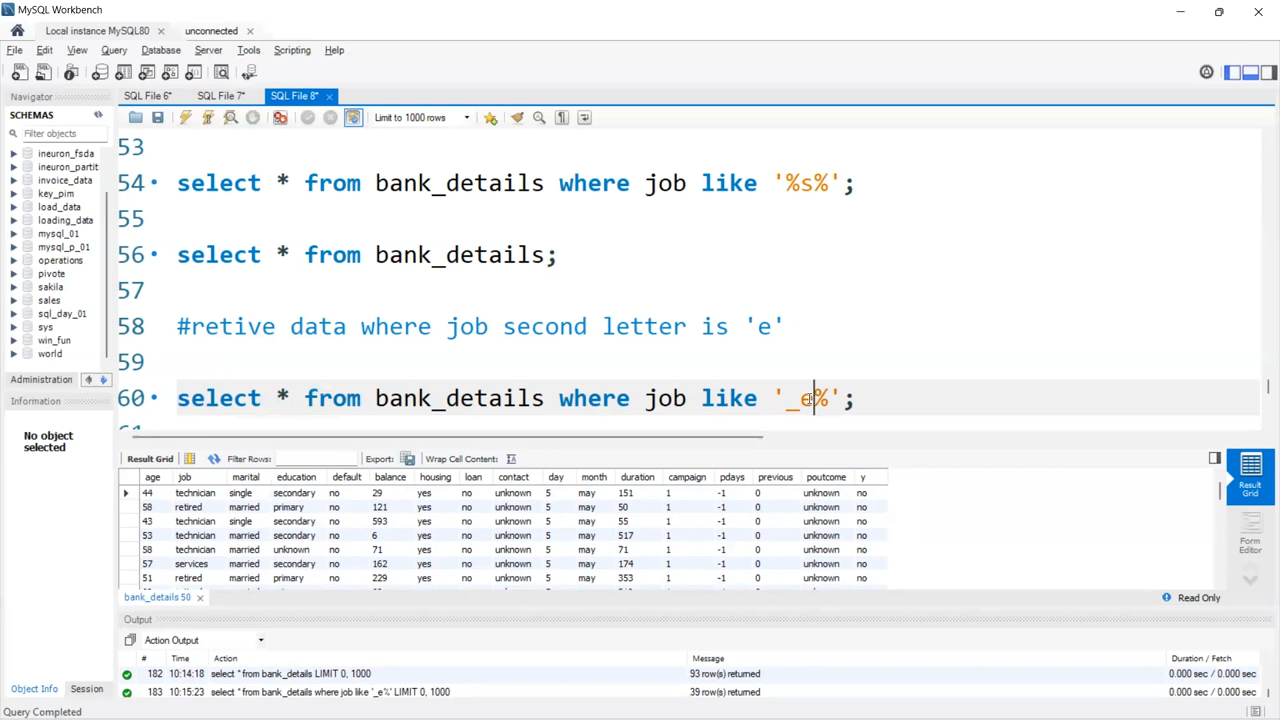 MySQL Workbench
Local instance MySQL80 unconnected
File Edit View Query Database Server Tools Scripting Help
Navigator SQL File 6* SQL File 7* SQL File 8*
SCHEMAS Limit to 1000 rows
Filter objects
ineuron_fsda
ineuron_partit
invoice_data
key_pim
load_data
loading_data
mysql_01
mysql_p_01
operations
pivote
sakila
sales
sql_day_01
sys
win_fun
world
Administration
Information
No object
selected
53
54 select * from bank_details where job like '%s%';
55
56 select * from bank_details;
57
58 #retive data where job second letter is 'e'
59
60 select * from bank_details where job like '_e%';
Result Grid Filter Rows: Export: Wrap Cell Content:
age job marital education default balance housing loan contact day month duration campaign pdays previous poutcome y
44 technician single secondary no 29 yes no unknown 5 may 151 1 -1 0 unknown no
58 retired married primary no 121 yes no unknown 5 may 50 1 -1 0 unknown no
43 technician single secondary no 593 yes no unknown 5 may 55 1 -1 0 unknown no
53 technician married secondary no 6 yes no unknown 5 may 517 1 -1 0 unknown no
58 technician married unknown no 71 yes no unknown 5 may 71 1 -1 0 unknown no
57 services married secondary no 162 yes no unknown 5 may 174 1 -1 0 unknown no
51 retired married primary no 229 yes no unknown 5 may 353 1 -1 0 unknown no
Result
Grid
Form
Editor
bank_details 50 Read Only
Output
Action Output
# Time Action Message Duration / Fetch
182 10:14:18 select * from bank_details LIMIT 0, 1000 93 row(s) returned 0.000 sec / 0.000 sec
183 10:15:23 select * from bank_details where job like '_e%' LIMIT 0, 1000 39 row(s) returned 0.000 sec / 0.000 sec
Object Info Session
Query Completed